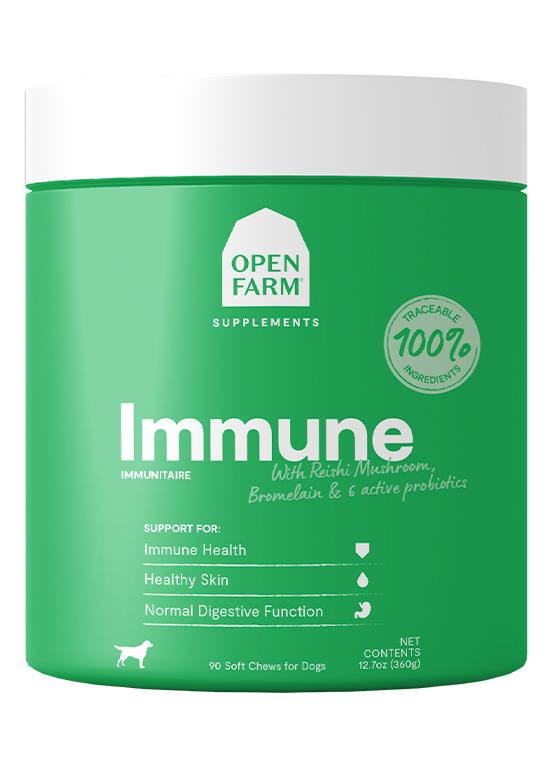 OPEN
FARM®
SUPPLEMENTS
TRACEABLE
100%
INGREDIENTS
Immune
IMMUNITAIRE
With Reishi Mushroom,
Bromelain & 6 active probiotics
SUPPORT FOR:
Immune Health
Healthy Skin
Normal Digestive Function
90 Soft Chews for Dogs
NET
CONTENTS
12.7oz (360g)